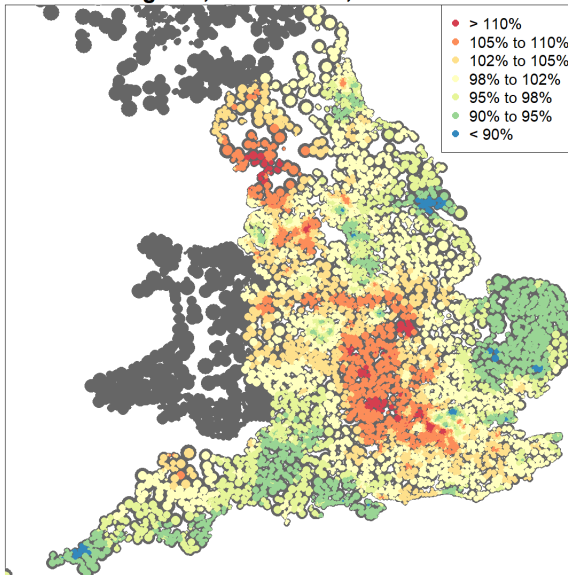 > 110%
105% to 110%
102% to 105%
98% to 102%
95% to 98%
90% to 95%
< 90%